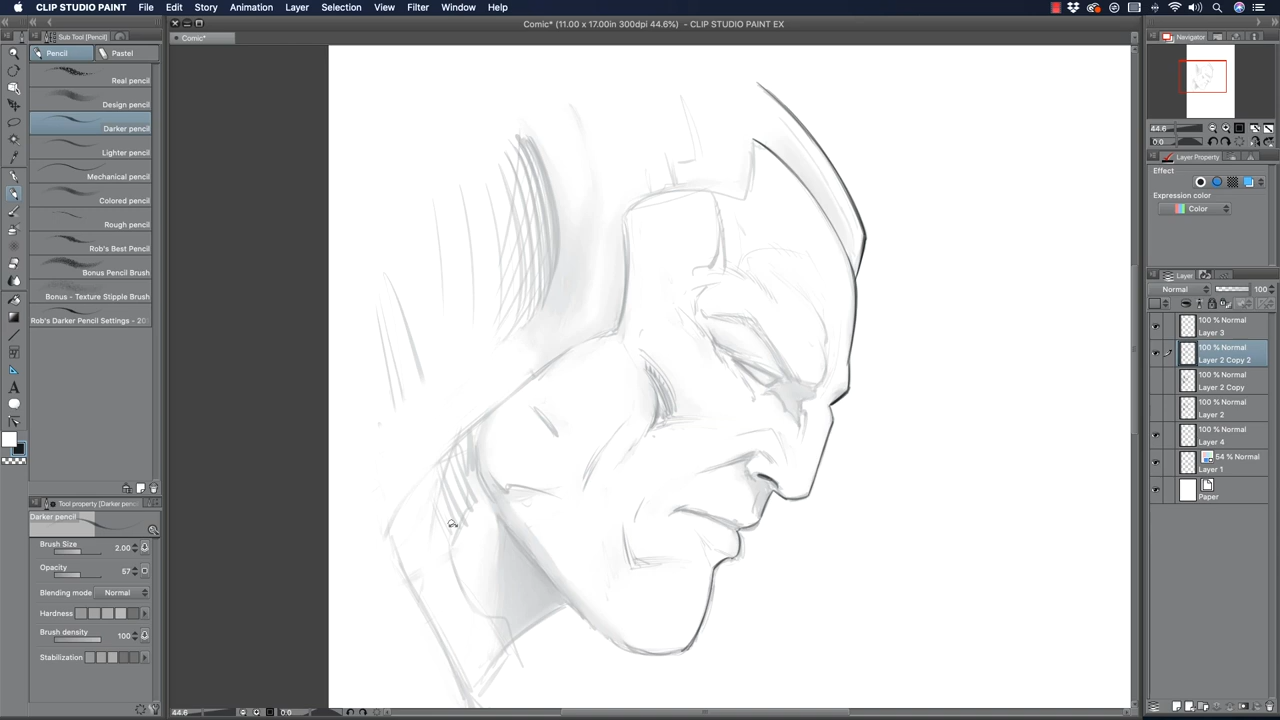 CLIP STUDIO PAINT EX File Edit Story Animation Layer Selection View Filter Window Help
Comic* (11.00 x 17.00in 300dpi 44.6%) - CLIP STUDIO PAINT EX
Sub Tool [Pencil]
Comic*
Navigator
Pencil Pastel
Real pencil
Design pencil
Darker pencil
Lighter pencil
Mechanical pencil
Colored pencil
Rough pencil
Rob's Best Pencil
Bonus Pencil Brush
Bonus - Texture Stipple Brush
Rob's Darker Pencil Settings - 20
Tool property [Darker penc
Darker pencil
Brush Size 2.00
Opacity 57
Blending mode Normal
Hardness
Brush density 100
Stabilization
44.6 0.0
44.6
0.0
Layer Property
Effect
Expression color
Color
Layer
Normal 100
100 % Normal
Layer 3
100 % Normal
Layer 2 Copy 2
100 % Normal
Layer 2 Copy
100 % Normal
Layer 2
100 % Normal
Layer 4
54 % Normal
Layer 1
Paper